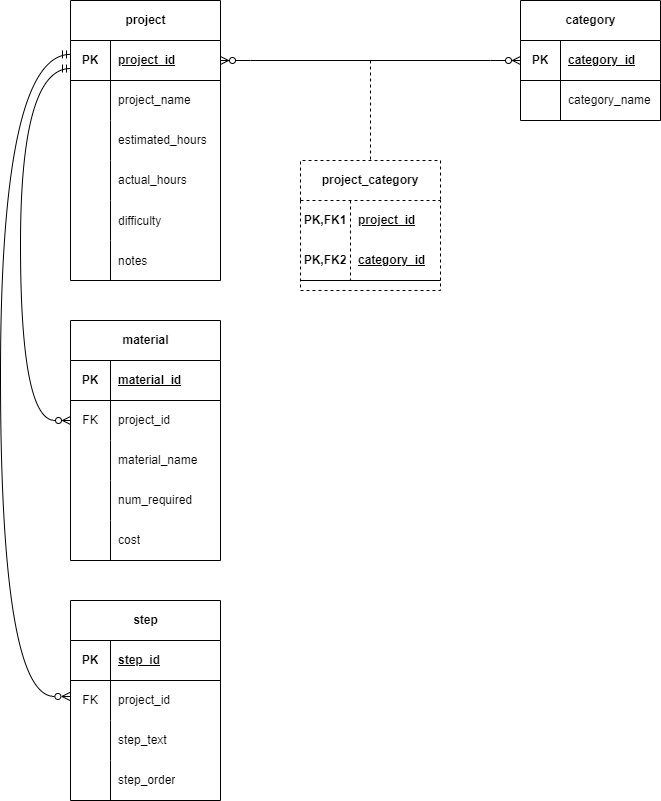 project
PK project_id
project_name
estimated_hours
actual_hours
difficulty
notes
category
PK category_id
category_name
project_category
PK,FK1 project_id
PK,FK2 category_id
material
PK material_id
FK project_id
material_name
num_required
cost
step
PK step_id
FK project_id
step_text
step_order